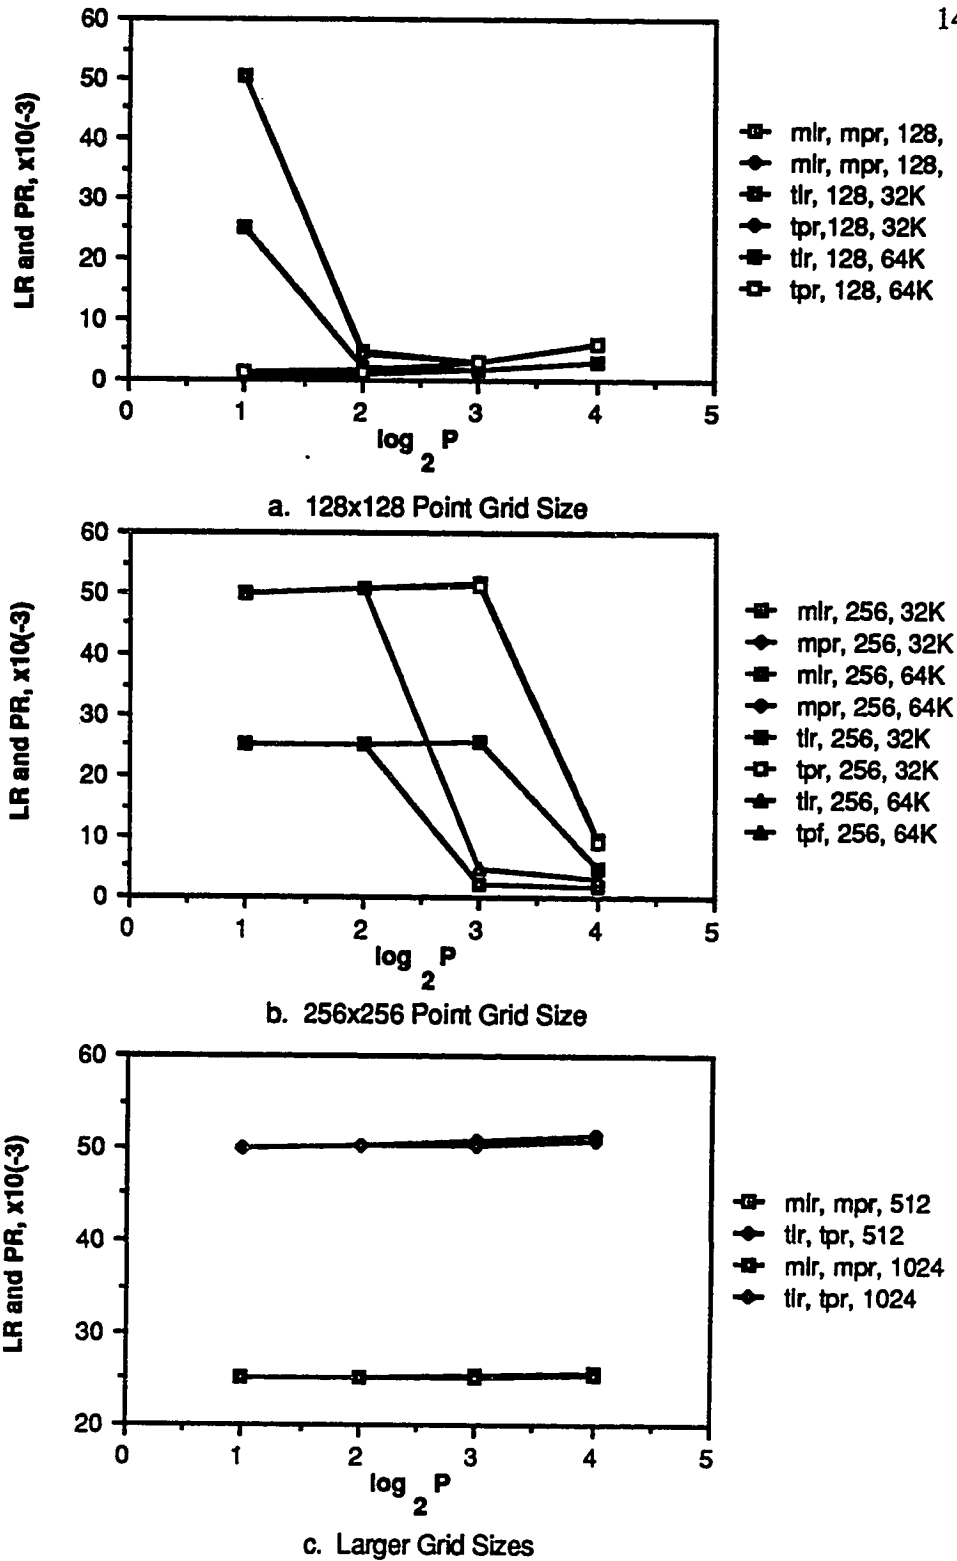 14
60
50
40
30
20
10
0
LR and PR, x10(-3)
0 1 2 3 4 5
log 2 P
mlr, mpr, 128,
mlr, mpr, 128,
tlr, 128, 32K
tpr,128, 32K
tlr, 128, 64K
tpr, 128, 64K
a. 128x128 Point Grid Size
60
50
40
30
20
10
0
LR and PR, x10(-3)
0 1 2 3 4 5
log 2 P
mlr, 256, 32K
mpr, 256, 32K
mlr, 256, 64K
mpr, 256, 64K
tlr, 256, 32K
tpr, 256, 32K
tlr, 256, 64K
tpf, 256, 64K
b. 256x256 Point Grid Size
60
50
40
30
20
LR and PR, x10(-3)
0 1 2 3 4 5
log 2 P
mlr, mpr, 512
tlr, tpr, 512
mlr, mpr, 1024
tlr, tpr, 1024
c. Larger Grid Sizes